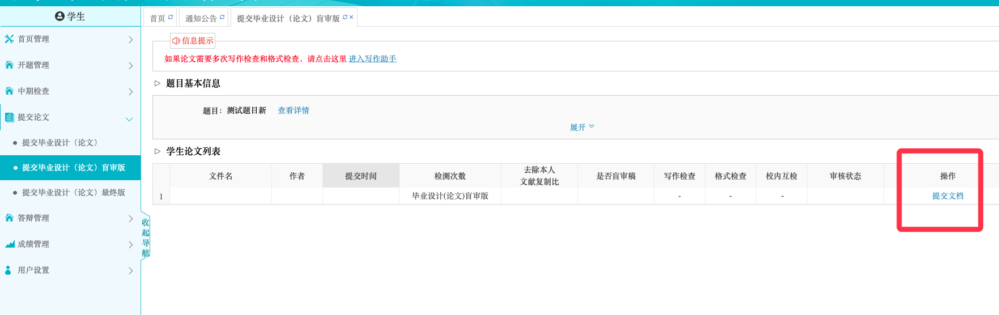 学生
首页
通知公告
提交毕业设计（论文）盲审版
首页管理
开题管理
中期检查
提交论文
提交毕业设计（论文）
提交毕业设计（论文）盲审版
提交毕业设计（论文）最终版
答辩管理
成绩管理
用户设置
收起导航
信息提示
如果论文需要多次写作检查和格式检查，请点击这里 进入写作助手
题目基本信息
题目： 测试题目新 查看详情
展开
学生论文列表
文件名 作者 提交时间 检测次数 去除本人文献复制比 是否盲审稿 写作检查 格式检查 校内互检 审核状态 操作
1 毕业设计(论文)盲审版 - - - 提交文档